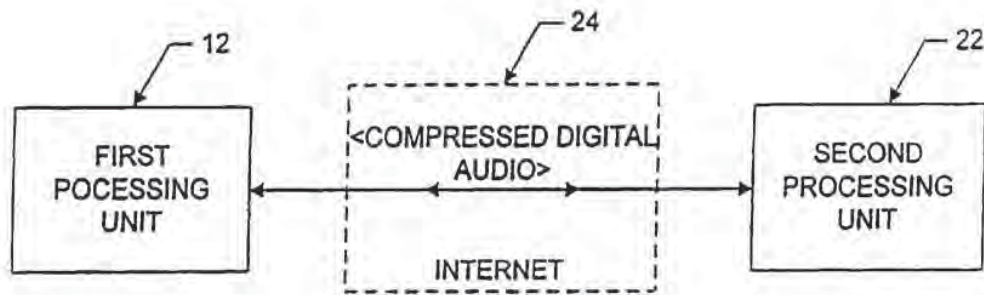 12
24
22
FIRST
POCESSING
UNIT
<COMPRESSED DIGITAL
AUDIO>
INTERNET
SECOND
PROCESSING
UNIT